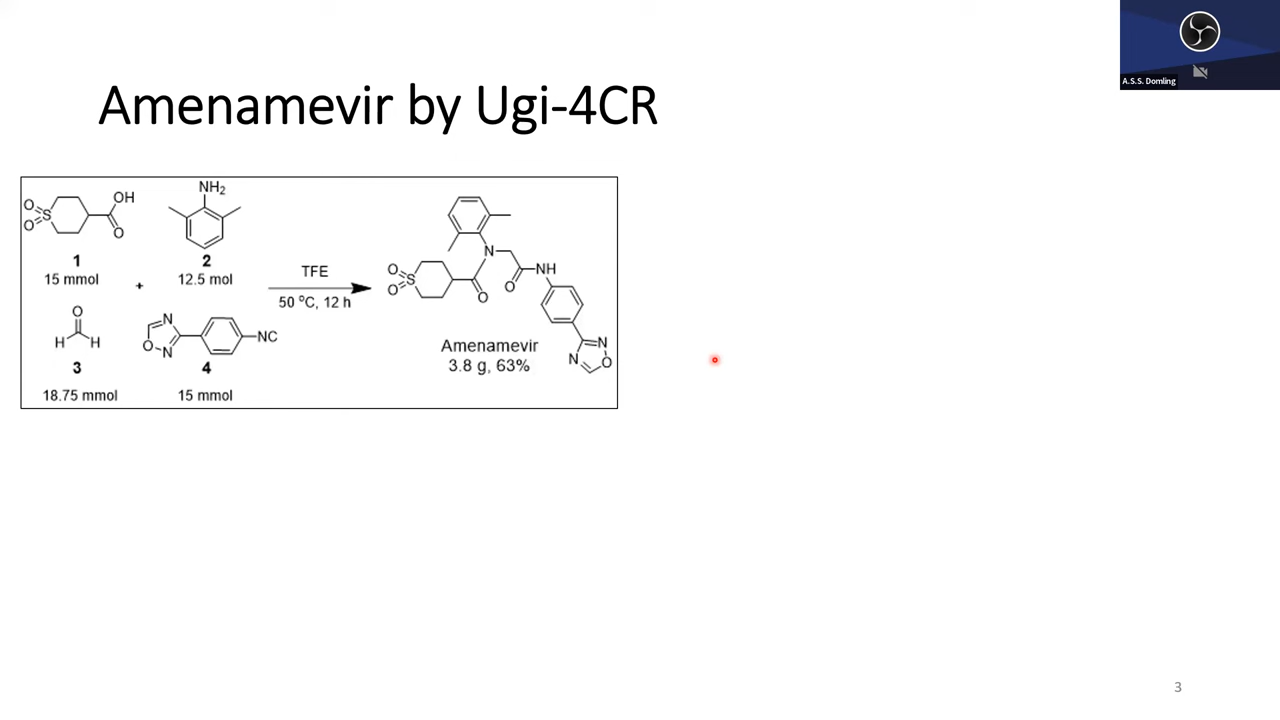 A.S.S. Domling
Amenamevir by Ugi-4CR
O
O
S
OH
O
1
15 mmol
NH₂
2
12.5 mol
+
O
H
H
3
18.75 mmol
N
O
N
NC
4
15 mmol
TFE
50 °C, 12 h
O
O
S
N
O
O
NH
N
N
O
Amenamevir
3.8 g, 63%
3